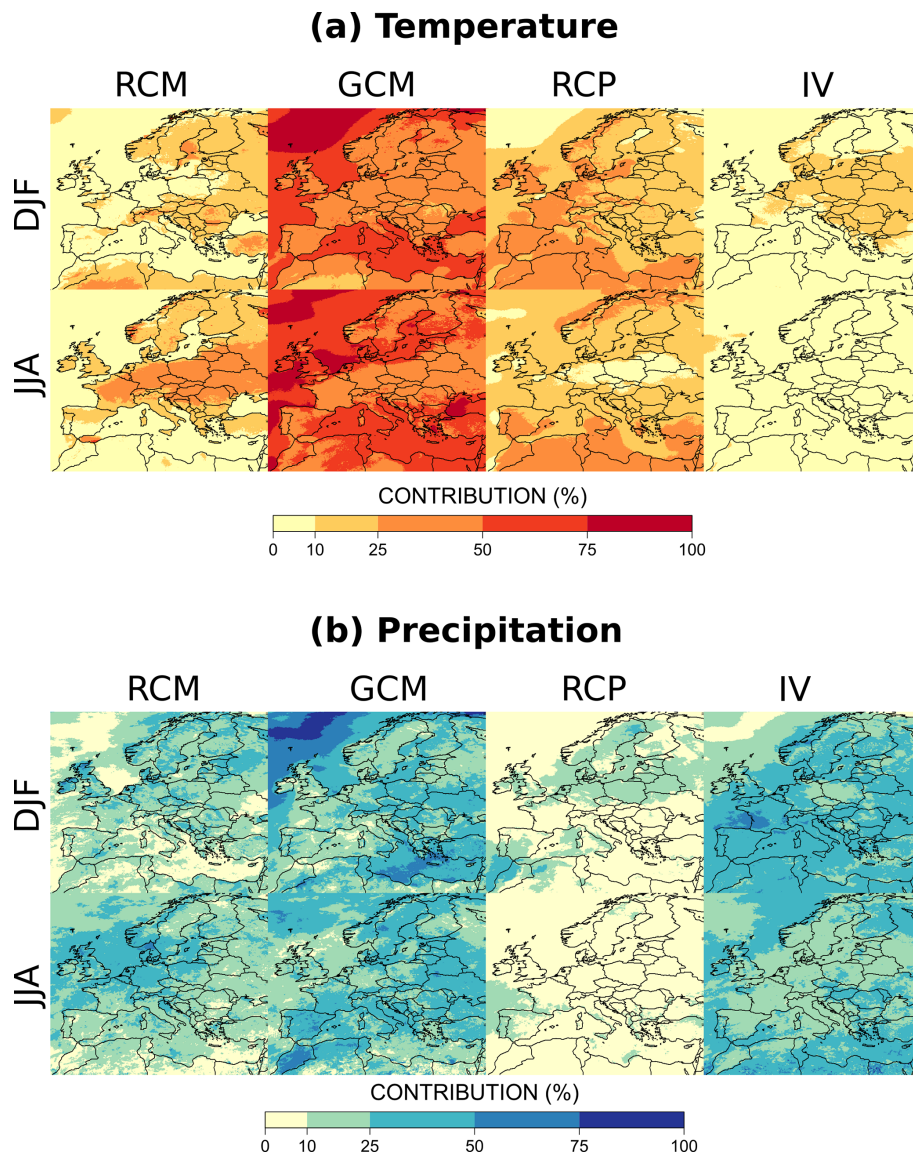 (a) Temperature
RCM GCM RCP IV
DJF
JJA
CONTRIBUTION (%)
0 10 25 50 75 100
(b) Precipitation
RCM GCM RCP IV
DJF
JJA
CONTRIBUTION (%)
0 10 25 50 75 100